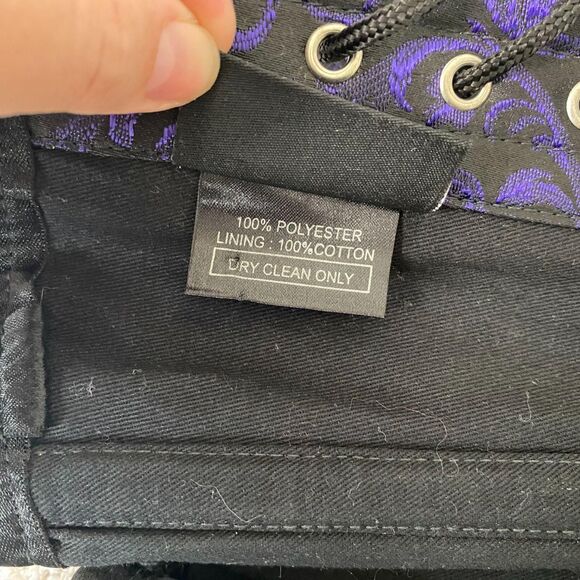 100% POLYESTER
LINING : 100%COTTON
DRY CLEAN ONLY